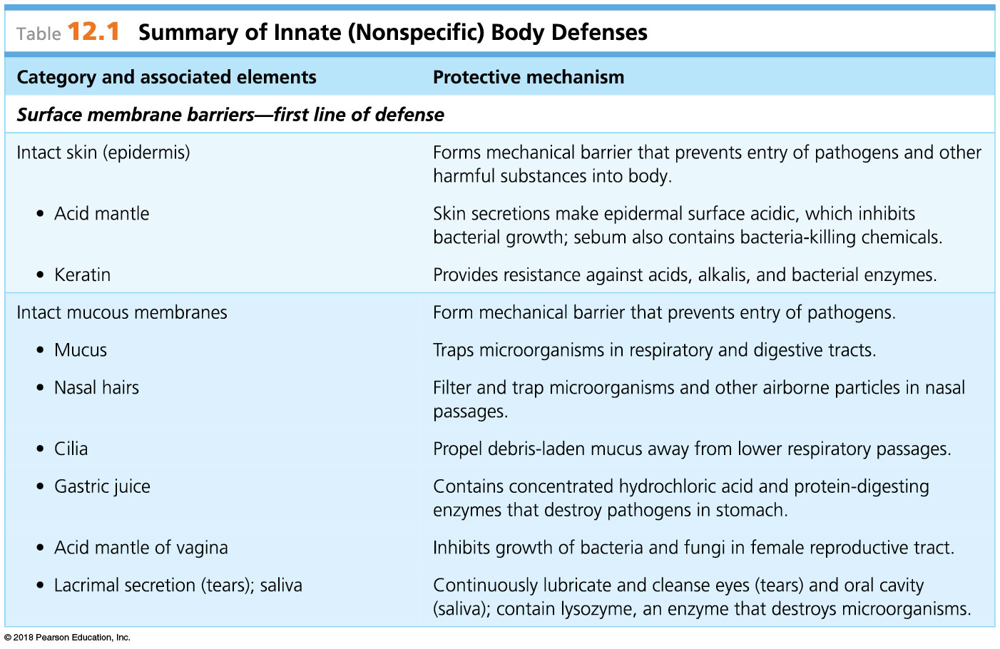 Table 12.1 Summary of Innate (Nonspecific) Body Defenses
Category and associated elements
Protective mechanism
Surface membrane barriers—first line of defense
Intact skin (epidermis)
Forms mechanical barrier that prevents entry of pathogens and other
harmful substances into body.
• Acid mantle
Skin secretions make epidermal surface acidic, which inhibits
bacterial growth; sebum also contains bacteria-killing chemicals.
• Keratin
Provides resistance against acids, alkalis, and bacterial enzymes.
Intact mucous membranes
Form mechanical barrier that prevents entry of pathogens.
• Mucus
Traps microorganisms in respiratory and digestive tracts.
• Nasal hairs
Filter and trap microorganisms and other airborne particles in nasal
passages.
• Cilia
Propel debris-laden mucus away from lower respiratory passages.
• Gastric juice
Contains concentrated hydrochloric acid and protein-digesting
enzymes that destroy pathogens in stomach.
• Acid mantle of vagina
Inhibits growth of bacteria and fungi in female reproductive tract.
• Lacrimal secretion (tears); saliva
Continuously lubricate and cleanse eyes (tears) and oral cavity
(saliva); contain lysozyme, an enzyme that destroys microorganisms.
© 2018 Pearson Education, Inc.